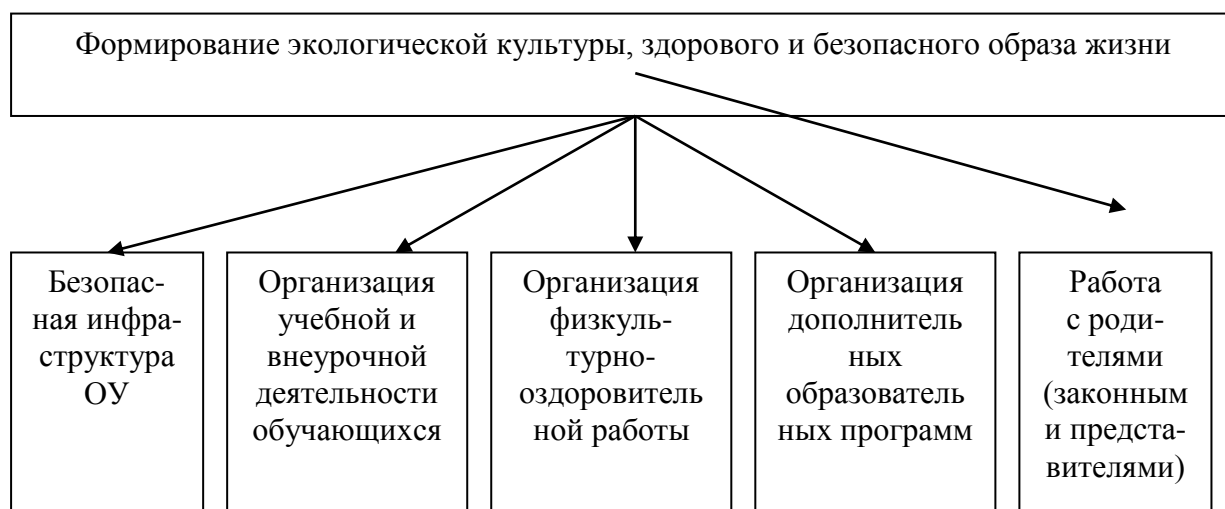 Формирование экологической культуры, здорового и безопасного образа жизни
Безопас-
ная инфра-
структура
ОУ
Организация
учебной и
внеурочной
деятельности
обучающихся
Организация
физкуль-
турно-
оздоровитель
ной работы
Организация
дополнитель
ных
образователь
ных программ
Работа
с роди-
телями
(законным
и предста-
вителями)